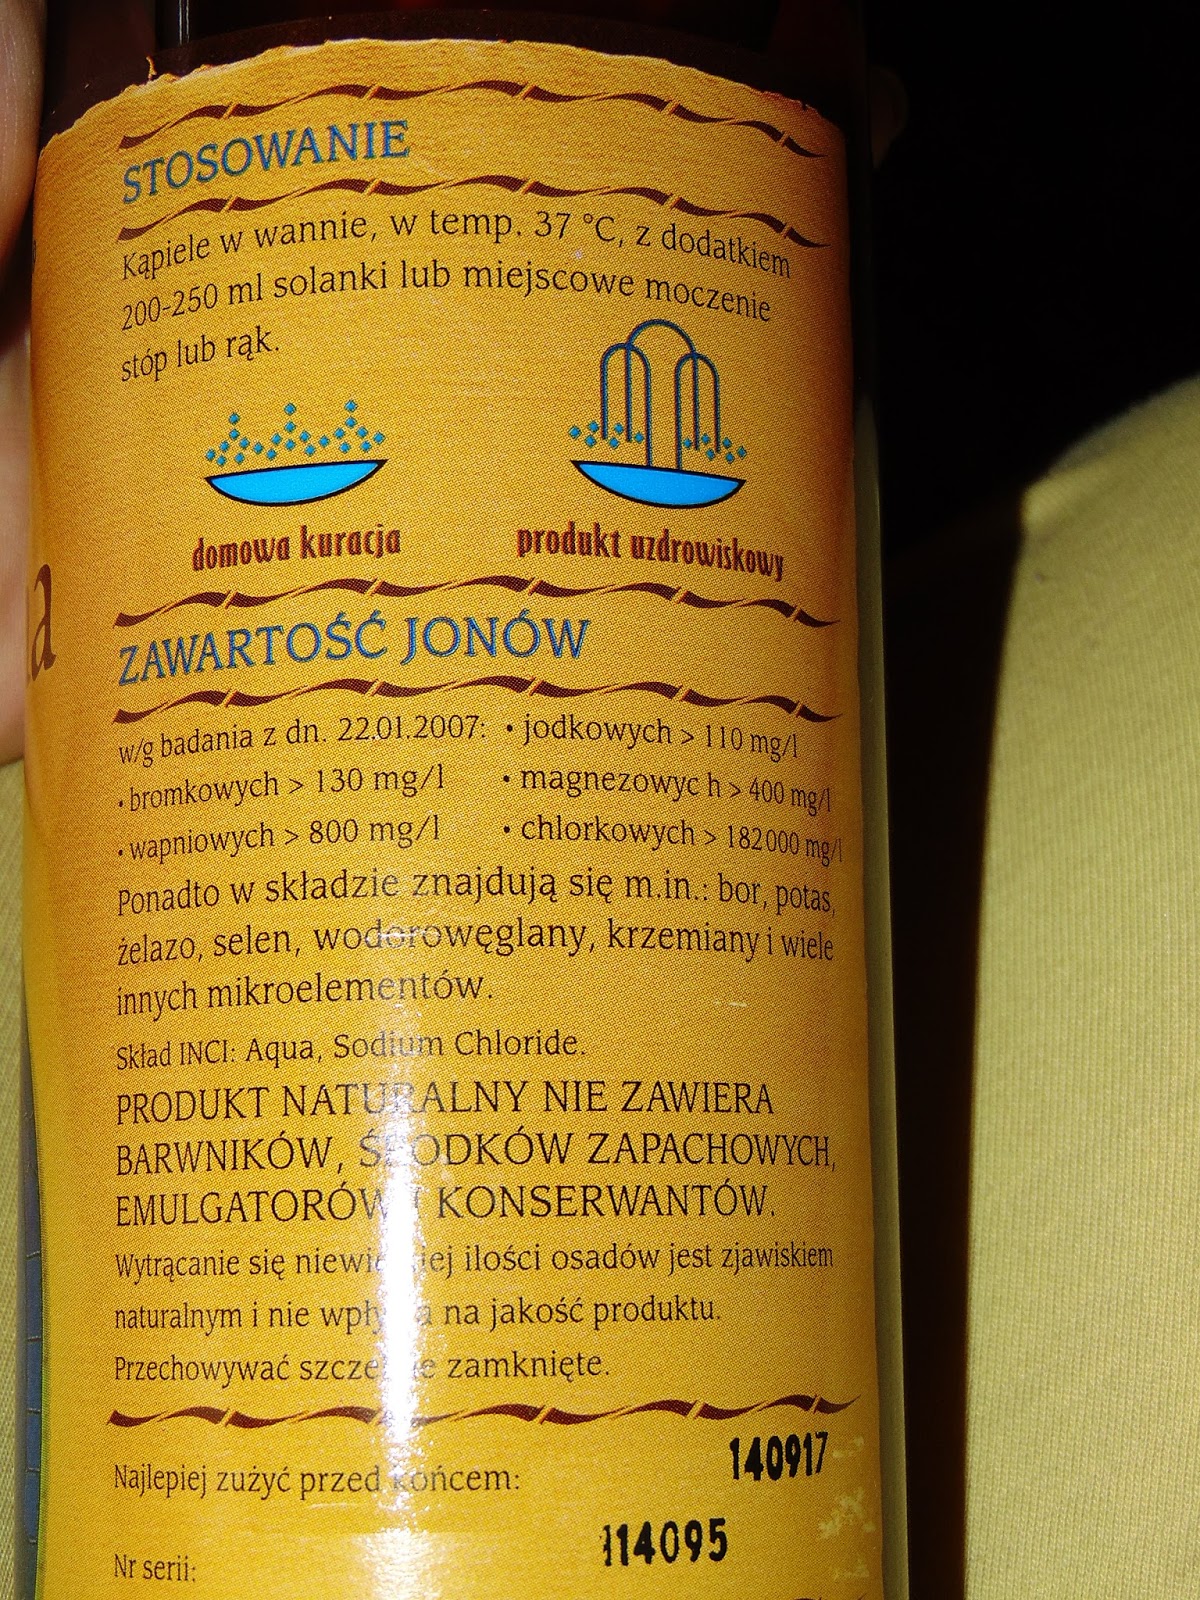 STOSOWANIE
Kąpiele w wannie, w temp. 37 °C, z dodatkiem
200-250 ml solanki lub miejscowe moczenie
stóp lub rąk.
domowa kuracja produkt uzdrowiskowy
ZAWARTOŚĆ JONÓW
w/g badania z dn. 22.01.2007: • jodkowych > 110 mg/l
• bromkowych > 130 mg/l • magnezowyc h > 400 mg/l
• wapniowych > 800 mg/l • chlorkowych > 182000 mg/l
Ponadto w składzie znajdują się m.in.: bor, potas,
żelazo, selen, wodorowęglany, krzemiany i wiele
innych mikroelementów.
Skład INCI: Aqua, Sodium Chloride.
PRODUKT NATURALNY NIE ZAWIERA
BARWNIKÓW, ŚRODKÓW ZAPACHOWYCH,
EMULGATORÓW I KONSERWANTÓW.
Wytrącanie się niewielkiej ilości osadów jest zjawiskiem
naturalnym i nie wpływa na jakość produktu.
Przechowywać szczelnie zamknięte.
Najlepiej zużyć przed końcem: 140917
Nr serii: 114095